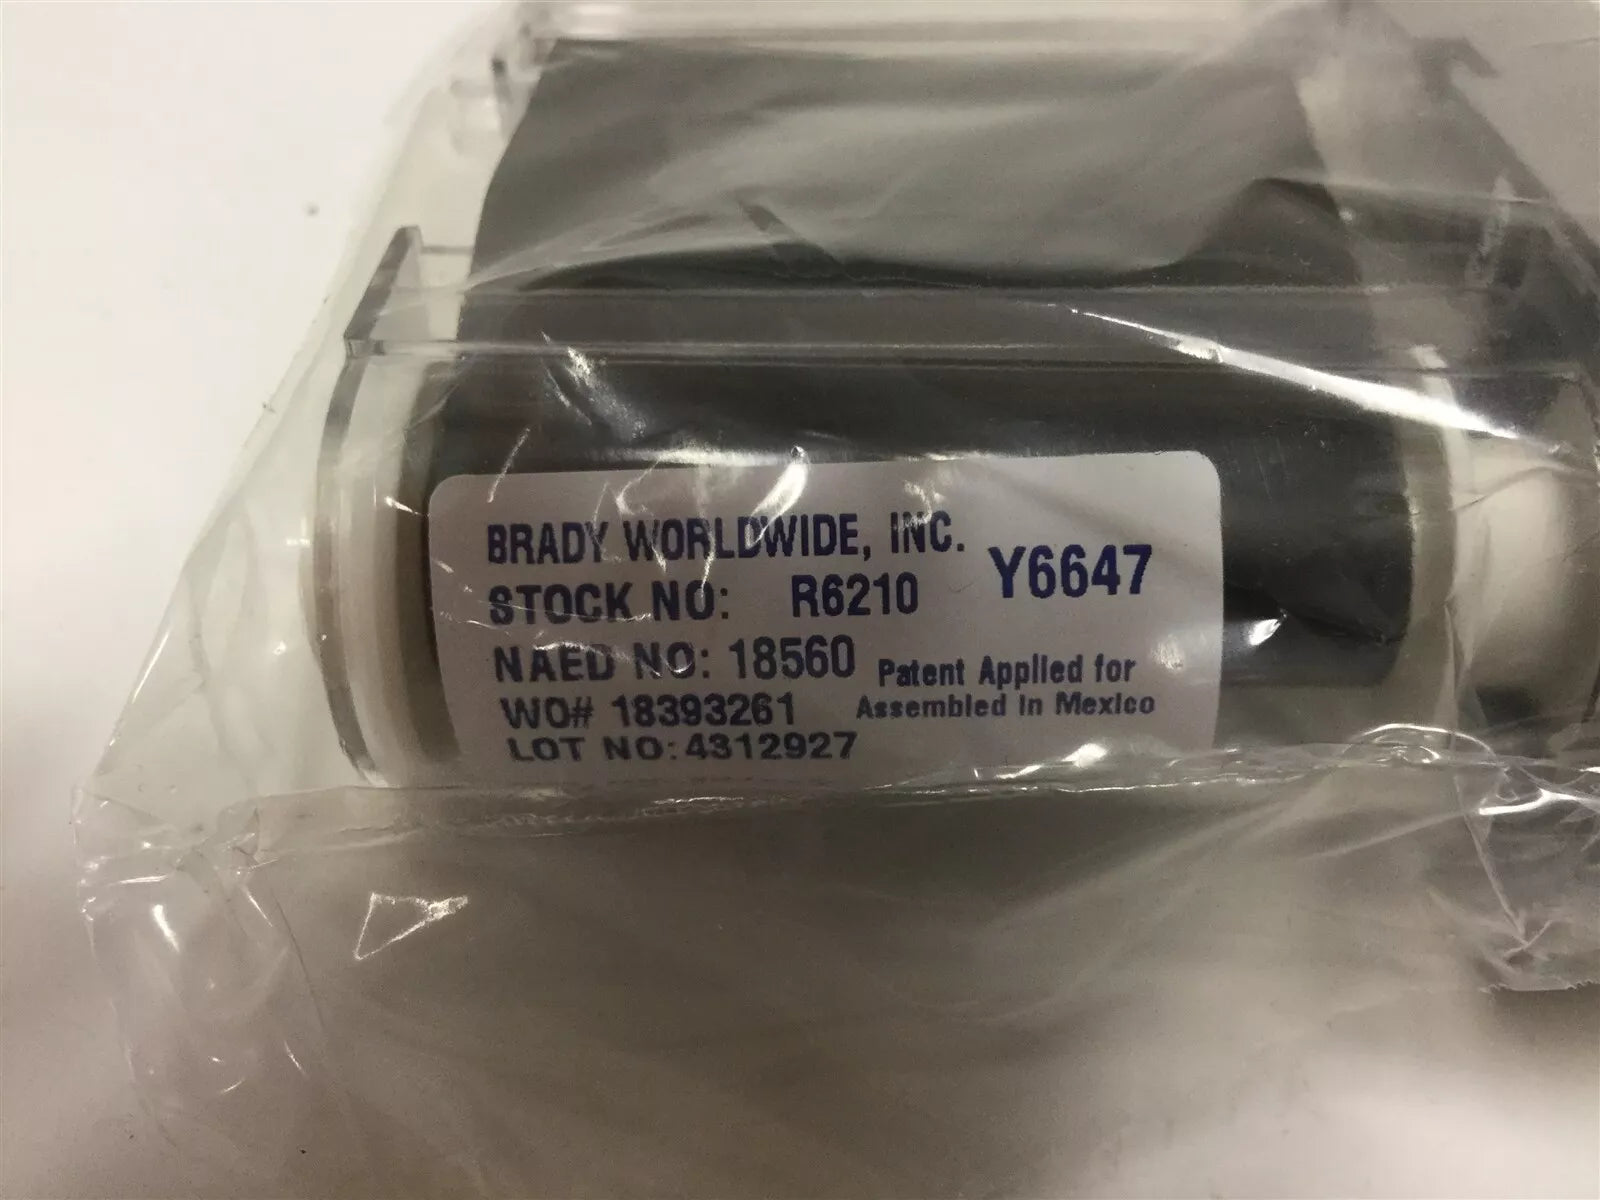 BRADY WORLDWIDE, INC.
STOCK NO: R6210 Y6647
NAED NO: 18560 Patent Applied for
WO# 18393261 Assembled in Mexico
LOT NO: 4312927